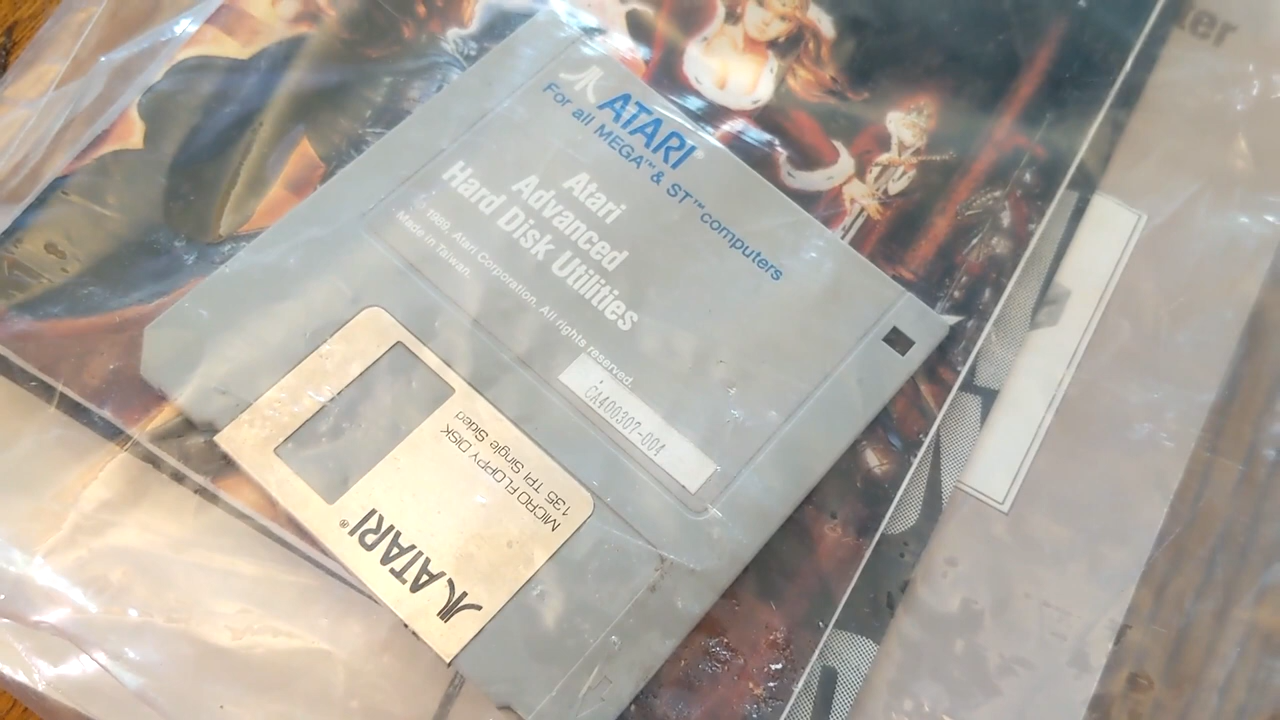 ATARI
For all MEGA™ & ST™ computers
Atari
Advanced
Hard Disk Utilities
© 1989, Atari Corporation. All rights reserved.
Made in Taiwan.
CA400307-004
MICRO FLOPPY DISK
135 TPI Single Sided
ATARI®